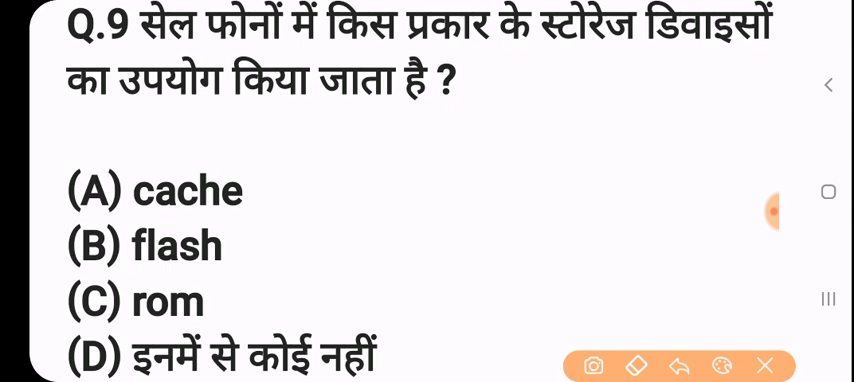 Q.9 सेल फोनों में किस प्रकार के स्टोरेज डिवाइसों
का उपयोग किया जाता है ?
(A) cache
(B) flash
(C) rom
(D) इनमें से कोई नहीं